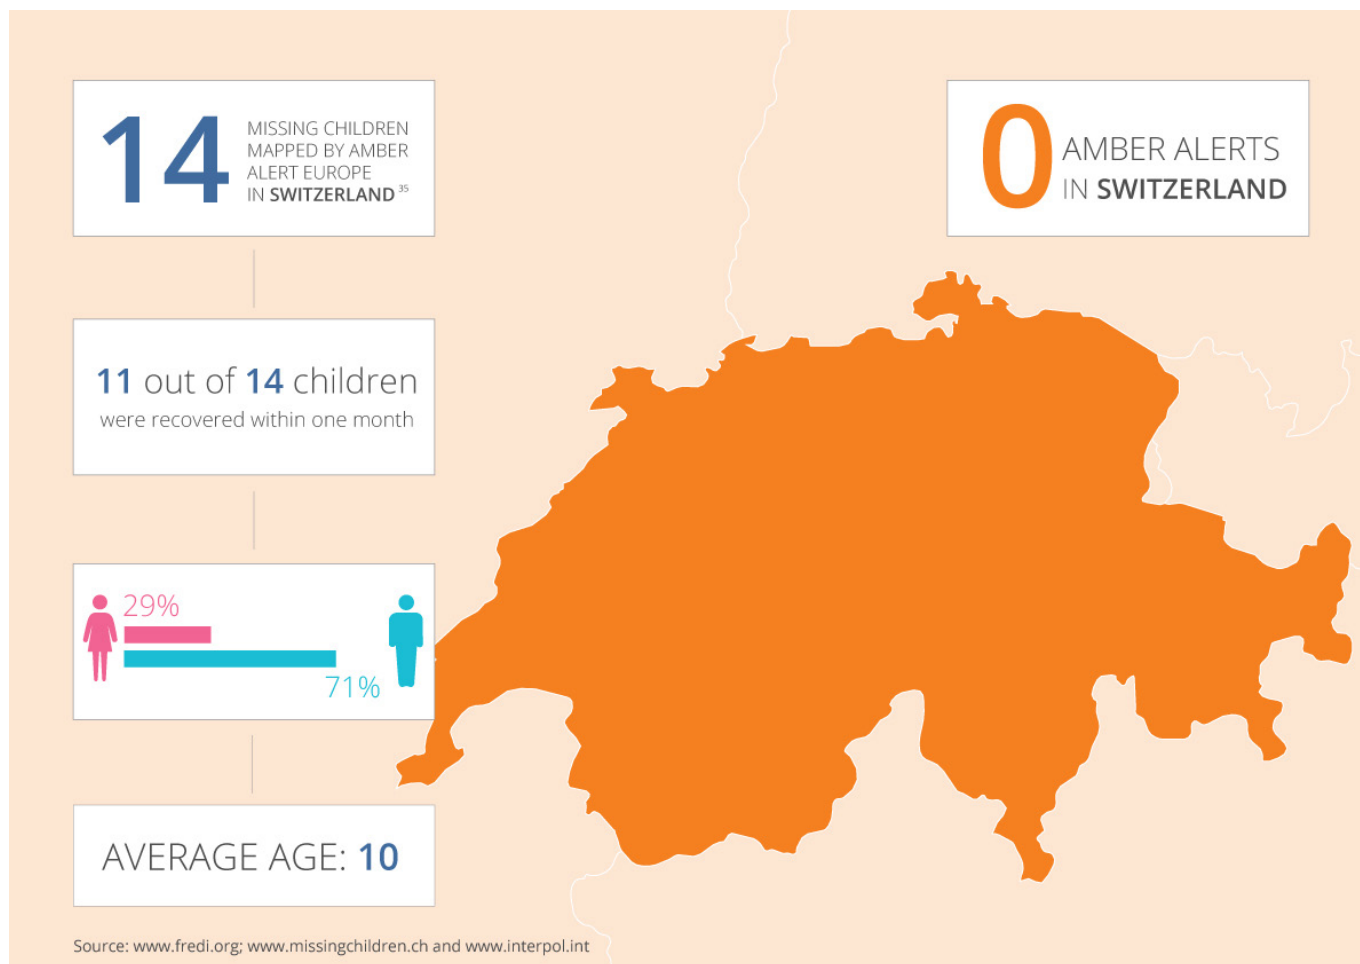 14
MISSING CHILDREN
MAPPED BY AMBER
ALERT EUROPE
IN SWITZERLAND 35
0
AMBER ALERTS
IN SWITZERLAND
11 out of 14 children
were recovered within one month
29%
71%
AVERAGE AGE: 10
Source: www.fredi.org; www.missingchildren.ch and www.interpol.int